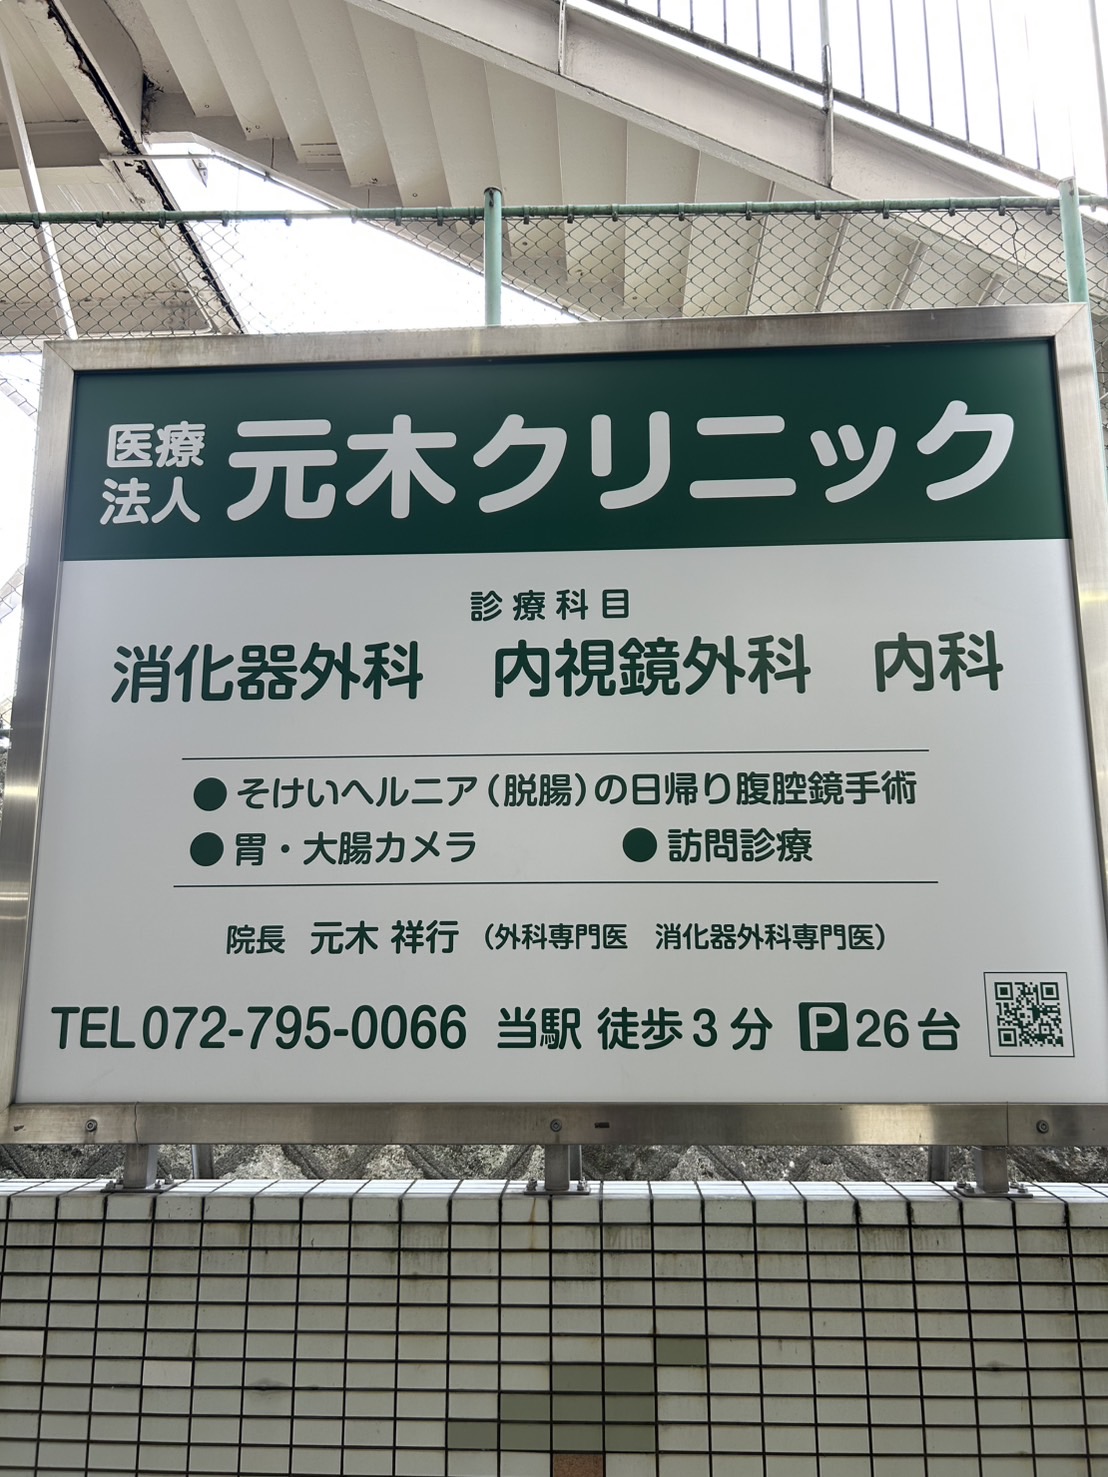 医療法人 元木クリニック
診療科目
消化器外科 内視鏡外科 内科
●そけいヘルニア(脱腸)の日帰り腹腔鏡手術
●胃・大腸カメラ ●訪問診療
院長 元木 祥行 (外科専門医 消化器外科専門医)
TEL072-795-0066 当駅 徒歩3分 P26台